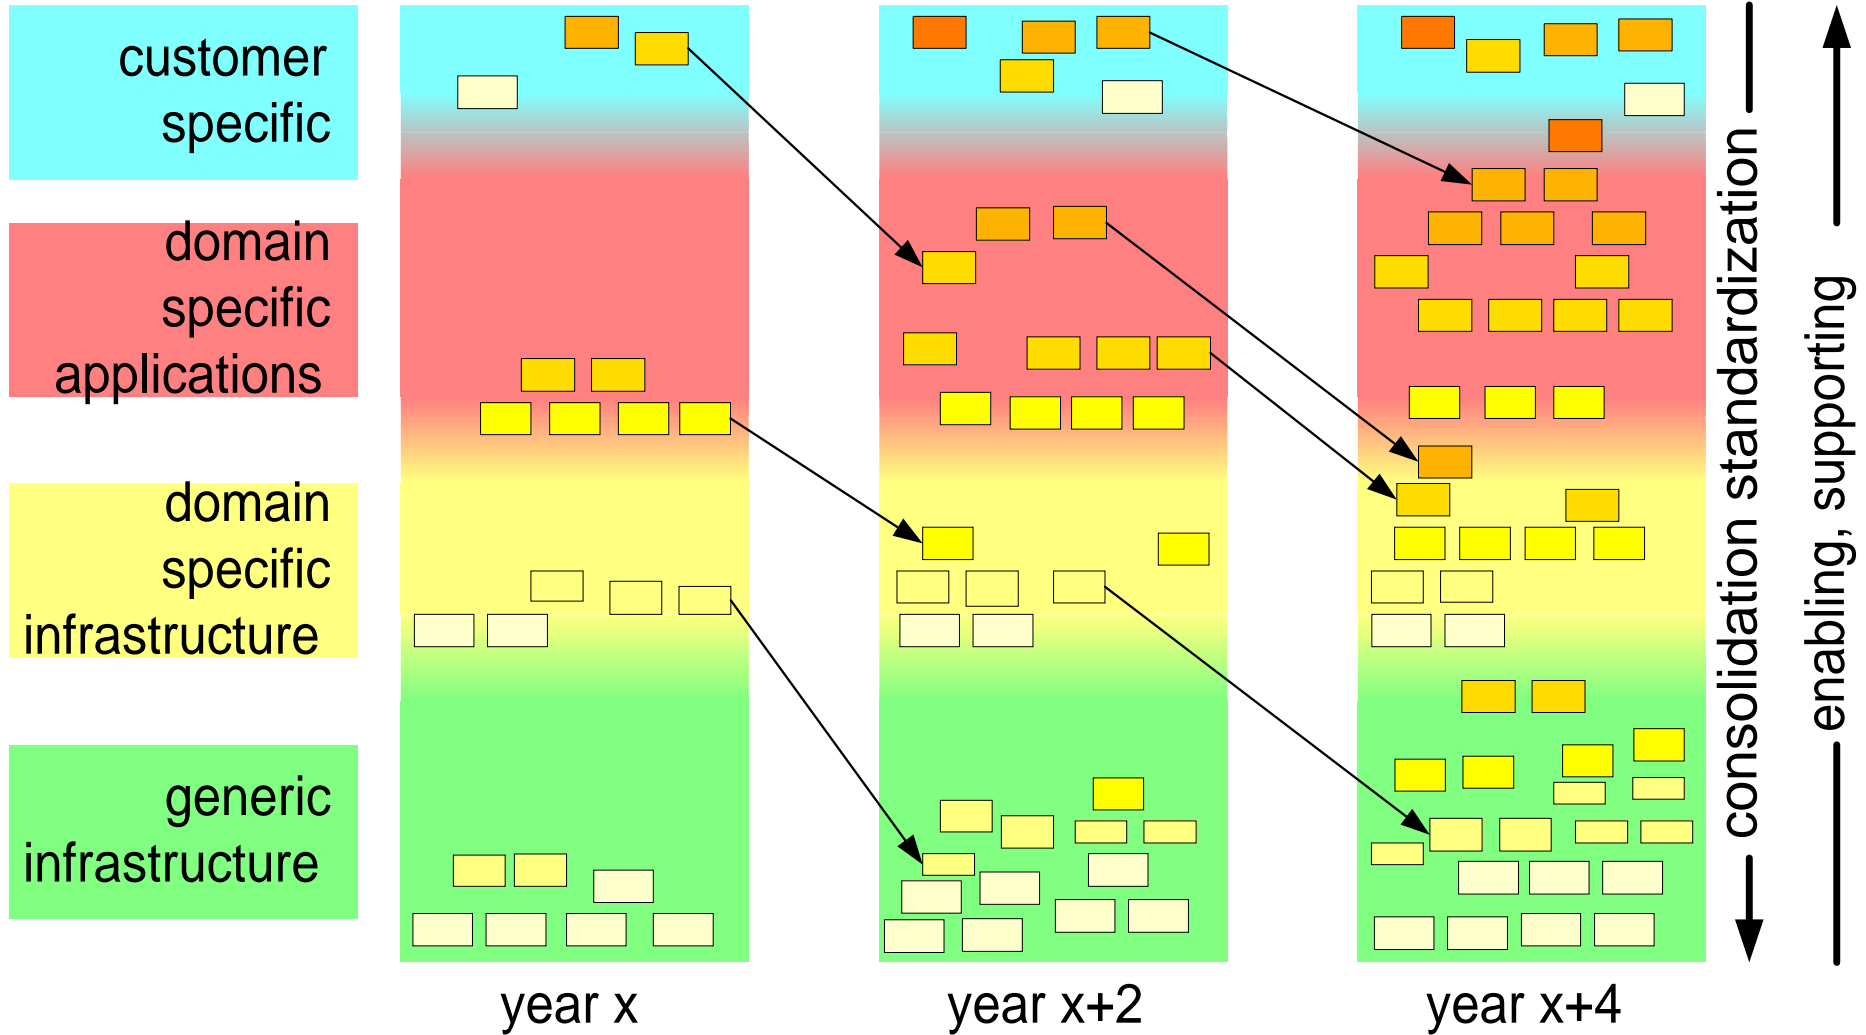 customer
specific
domain
specific
applications
domain
specific
infrastructure
generic
infrastructure
year x
year x+2
year x+4
consolidation standardization
enabling, supporting